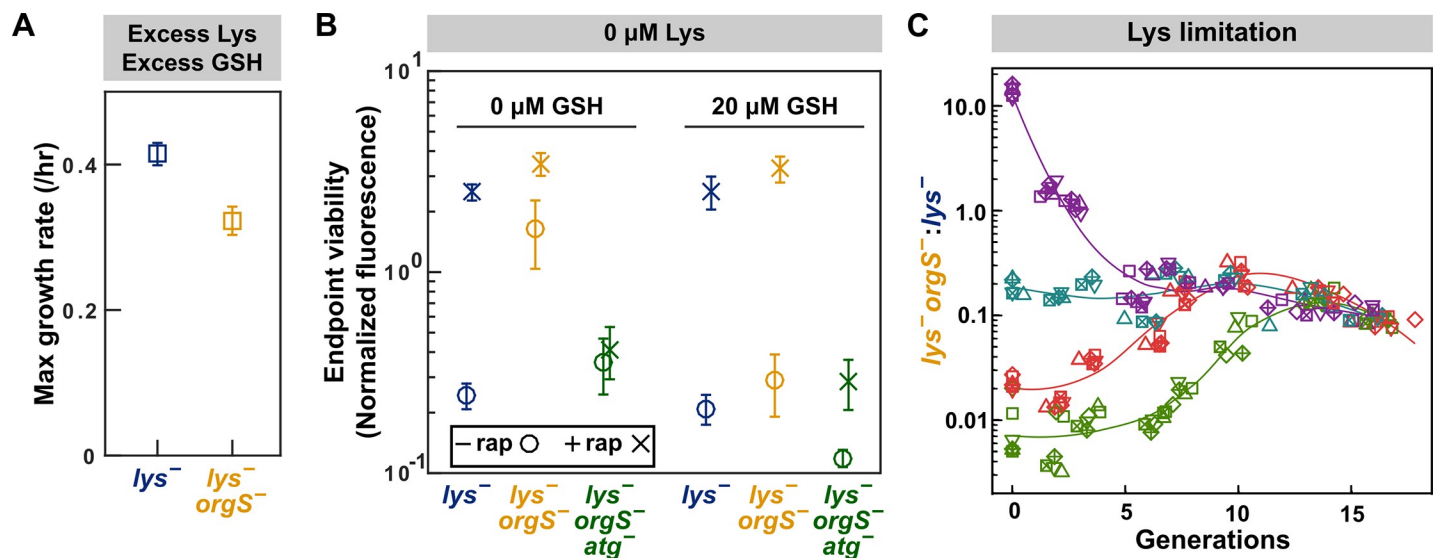 A
Excess Lys
Excess GSH
Max growth rate (/hr)
0.4
0.2
0
lys⁻
lys⁻
orgS⁻
B
0 µM Lys
Endpoint viability
(Normalized fluorescence)
10¹
10⁰
10⁻¹
0 µM GSH
20 µM GSH
− rap ○ + rap ×
lys⁻
lys⁻
orgS⁻
lys⁻
orgS⁻
atg⁻
lys⁻
lys⁻
orgS⁻
lys⁻
orgS⁻
atg⁻
C
Lys limitation
lys⁻ orgS⁻:lys⁻
10.0
1.0
0.1
0.01
0
5
10
15
Generations